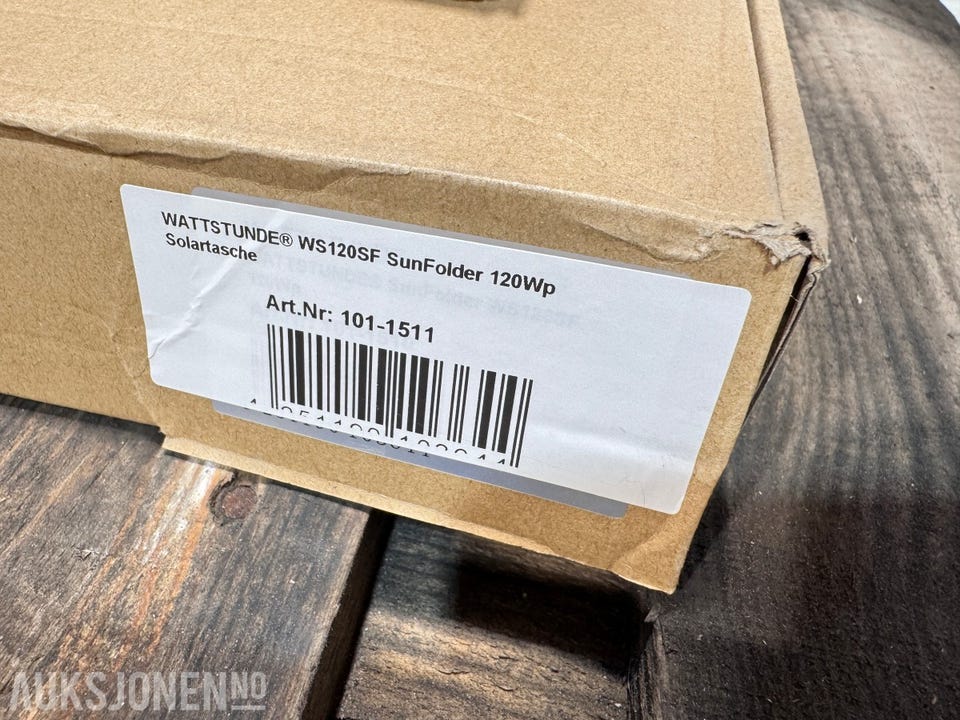 WATTSTUNDE® WS120SF SunFolder 120Wp
Solartasche
Art.Nr: 101-1511
AUKSJONEN NO